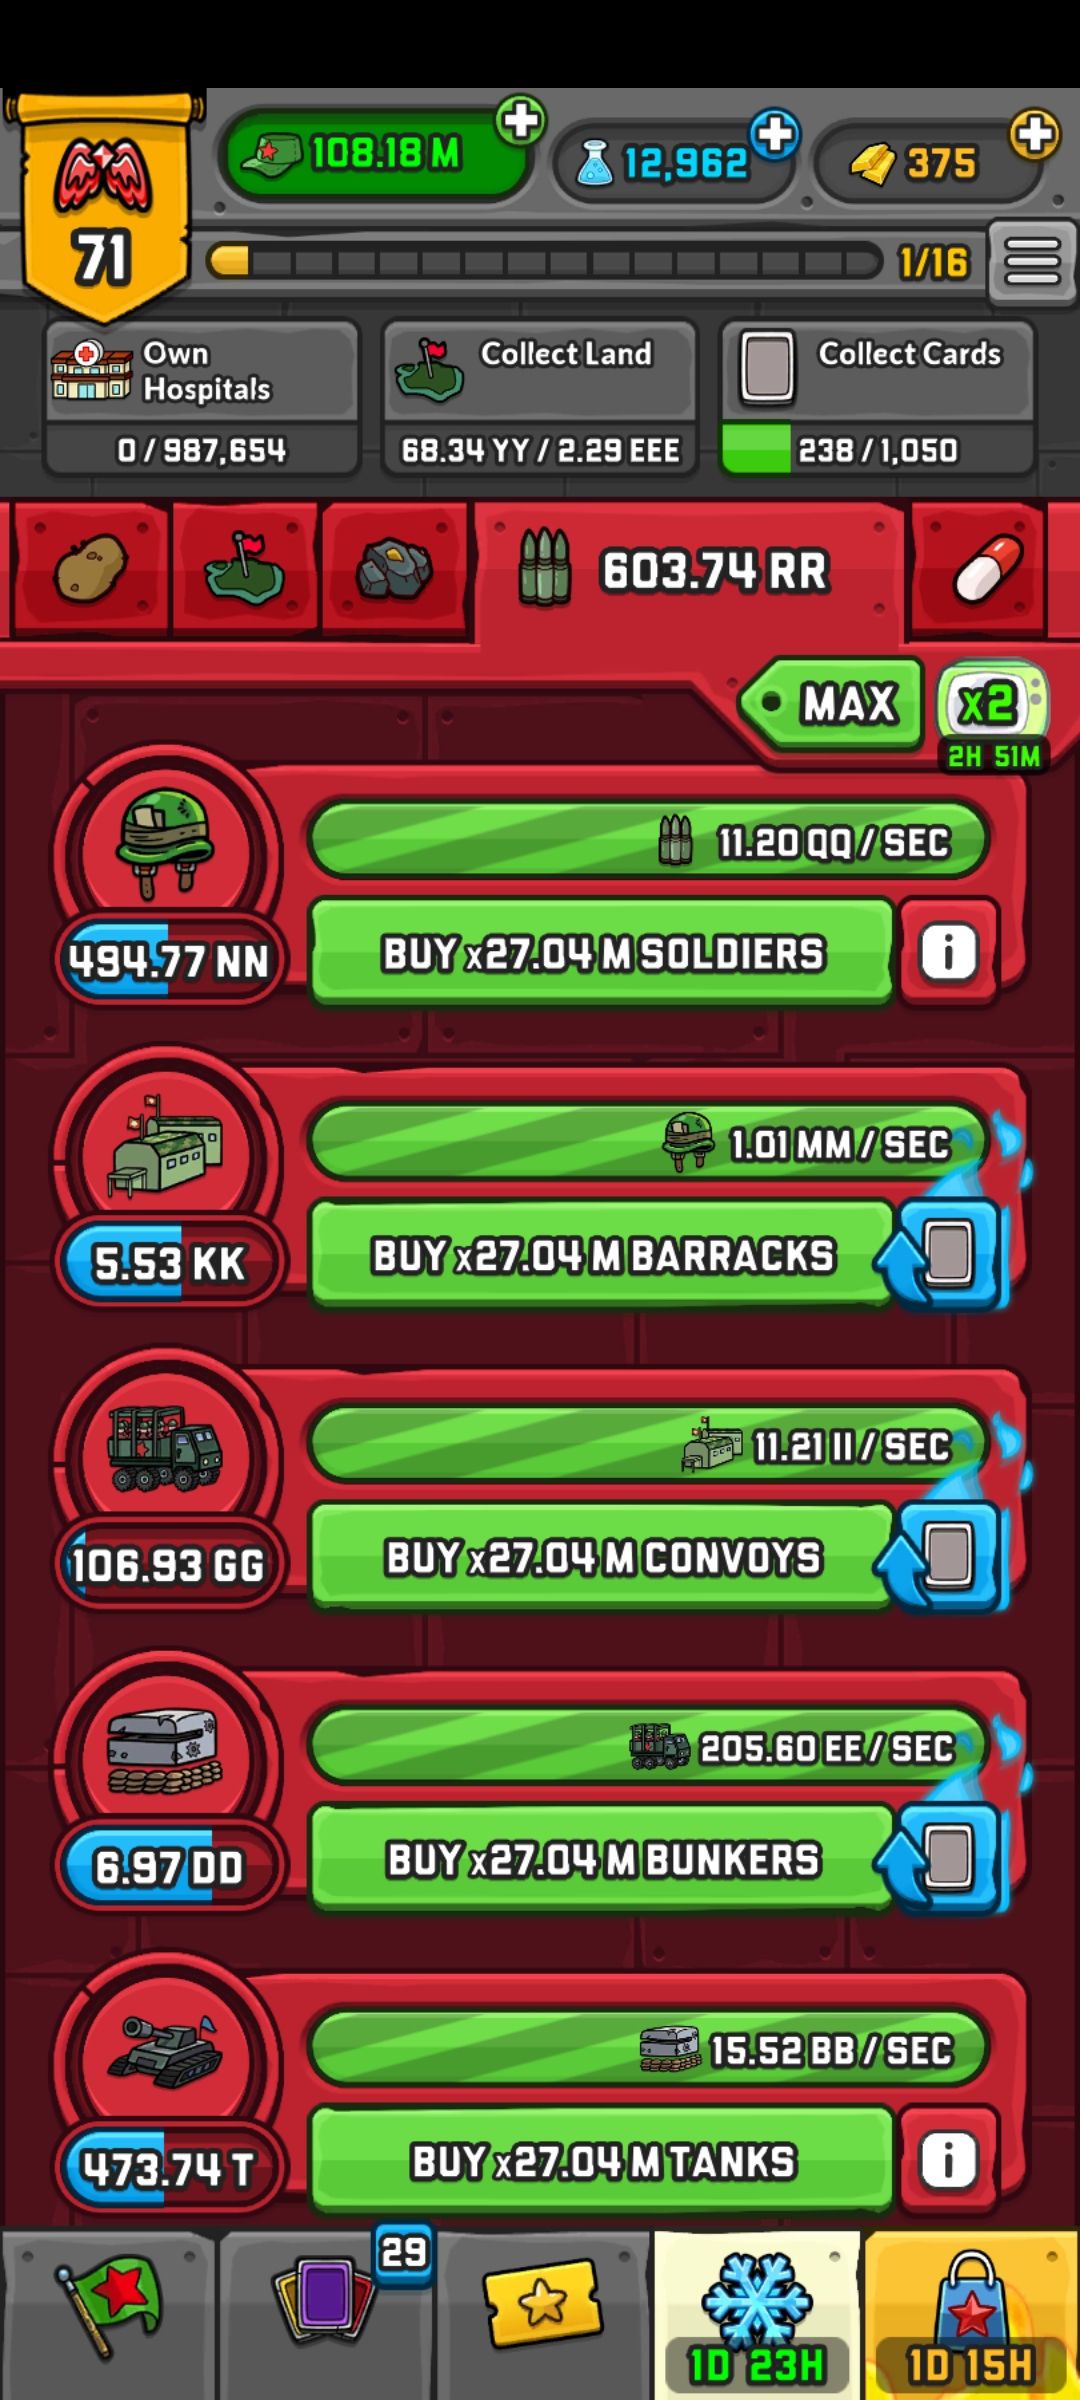 71
108.18 M
12,962
375
1/16
Own Hospitals
0 / 987,654
Collect Land
68.34 YY / 2.29 EEE
Collect Cards
238 / 1,050
603.74 RR
MAX
x2
2H 51M
11.20 QQ / SEC
494.77 NN
BUY x27.04 M SOLDIERS
i
1.01 MM / SEC
5.53 KK
BUY x27.04 M BARRACKS
11.21 II / SEC
106.93 GG
BUY x27.04 M CONVOYS
205.60 EE / SEC
6.97 DD
BUY x27.04 M BUNKERS
15.52 BB / SEC
473.74 T
BUY x27.04 M TANKS
i
29
1D 23H
1D 15H